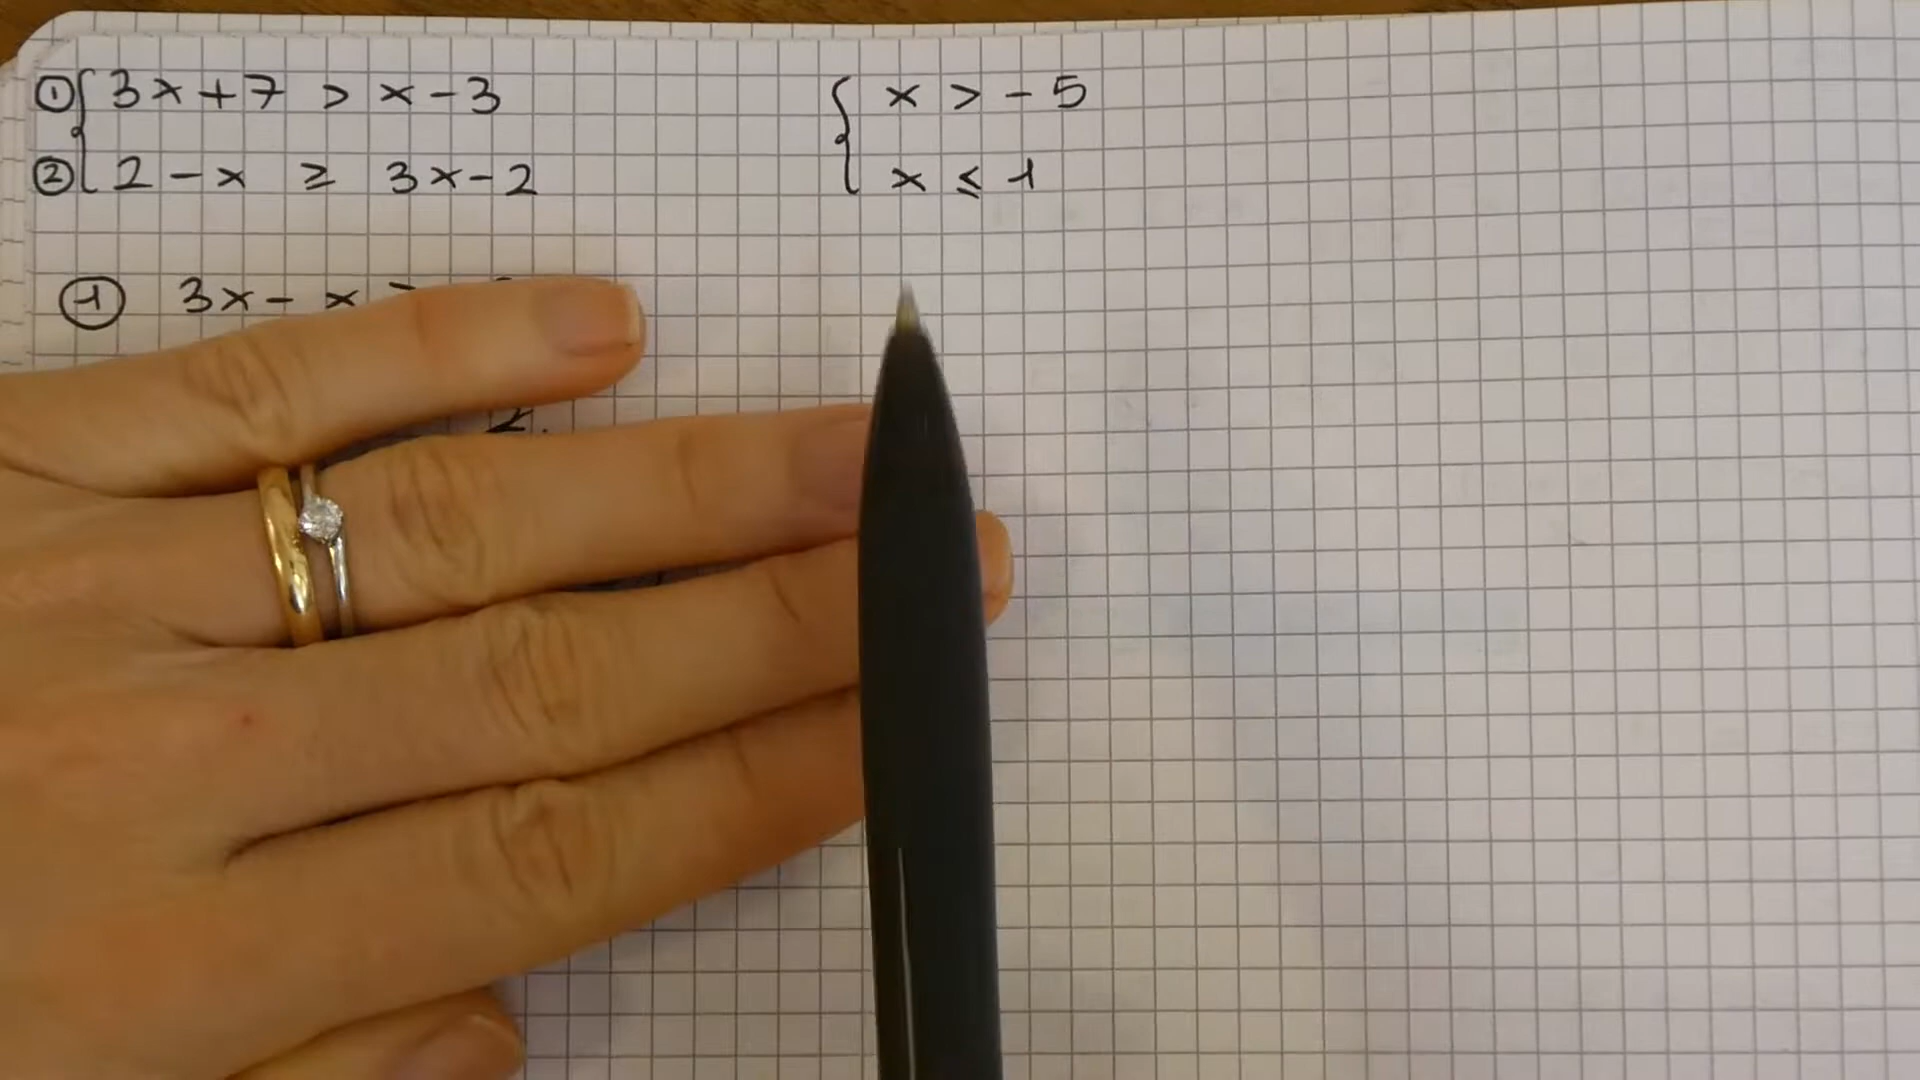 ① { 3x + 7 > x - 3
② { 2 - x ≥ 3x - 2
{ x > - 5
{ x ≤ 1
① 3x - x